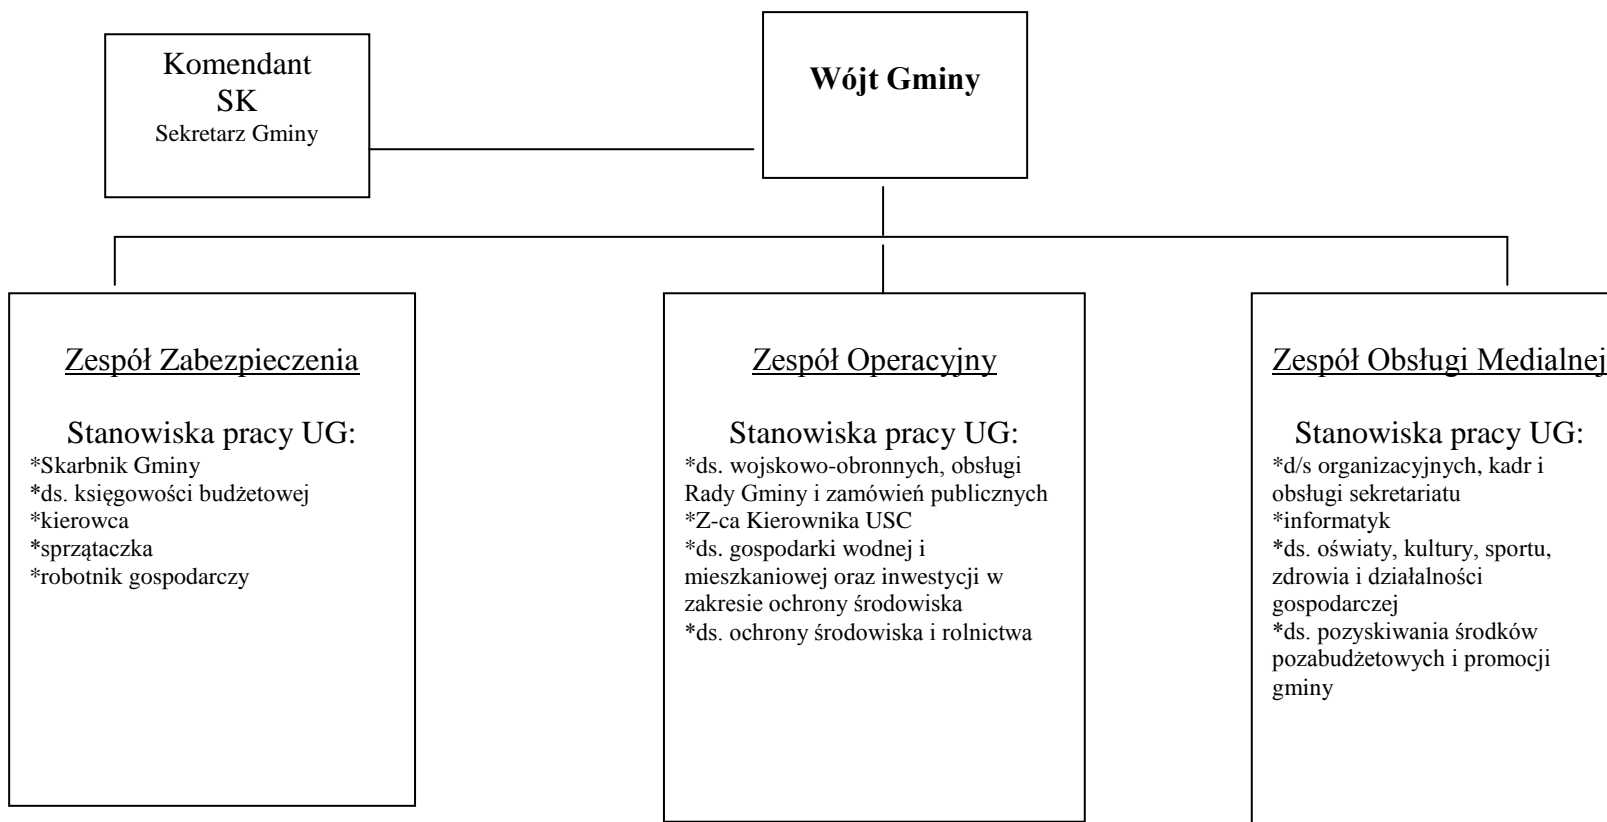 Komendant
SK
Sekretarz Gminy
Wójt Gminy
Zespół Zabezpieczenia
Stanowiska pracy UG:
*Skarbnik Gminy
*ds. księgowości budżetowej
*kierowca
*sprzątaczka
*robotnik gospodarczy
Zespół Operacyjny
Stanowiska pracy UG:
*ds. wojskowo-obronnych, obsługi
Rady Gminy i zamówień publicznych
*Z-ca Kierownika USC
*ds. gospodarki wodnej i
mieszkaniowej oraz inwestycji w
zakresie ochrony środowiska
*ds. ochrony środowiska i rolnictwa
Zespół Obsługi Medialnej
Stanowiska pracy UG:
*d/s organizacyjnych, kadr i
obsługi sekretariatu
*informatyk
*ds. oświaty, kultury, sportu,
zdrowia i działalności
gospodarczej
*ds. pozyskiwania środków
pozabudżetowych i promocji
gminy